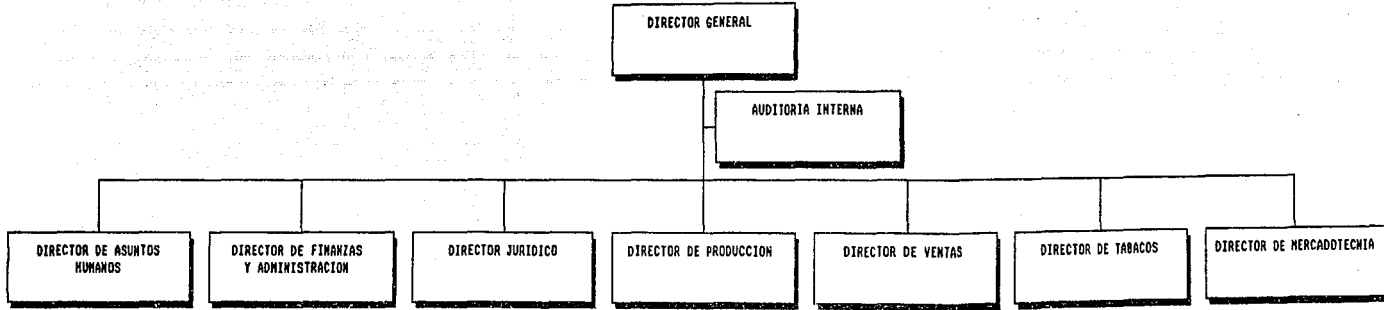 DIRECTOR GENERAL
AUDITORIA INTERNA
DIRECTOR DE ASUNTOS
HUMANOS
DIRECTOR DE FINANZAS
Y ADMINISTRACION
DIRECTOR JURIDICO
DIRECTOR DE PRODUCCION
DIRECTOR DE VENTAS
DIRECTOR DE TABACOS
DIRECTOR DE MERCADOTECNIA